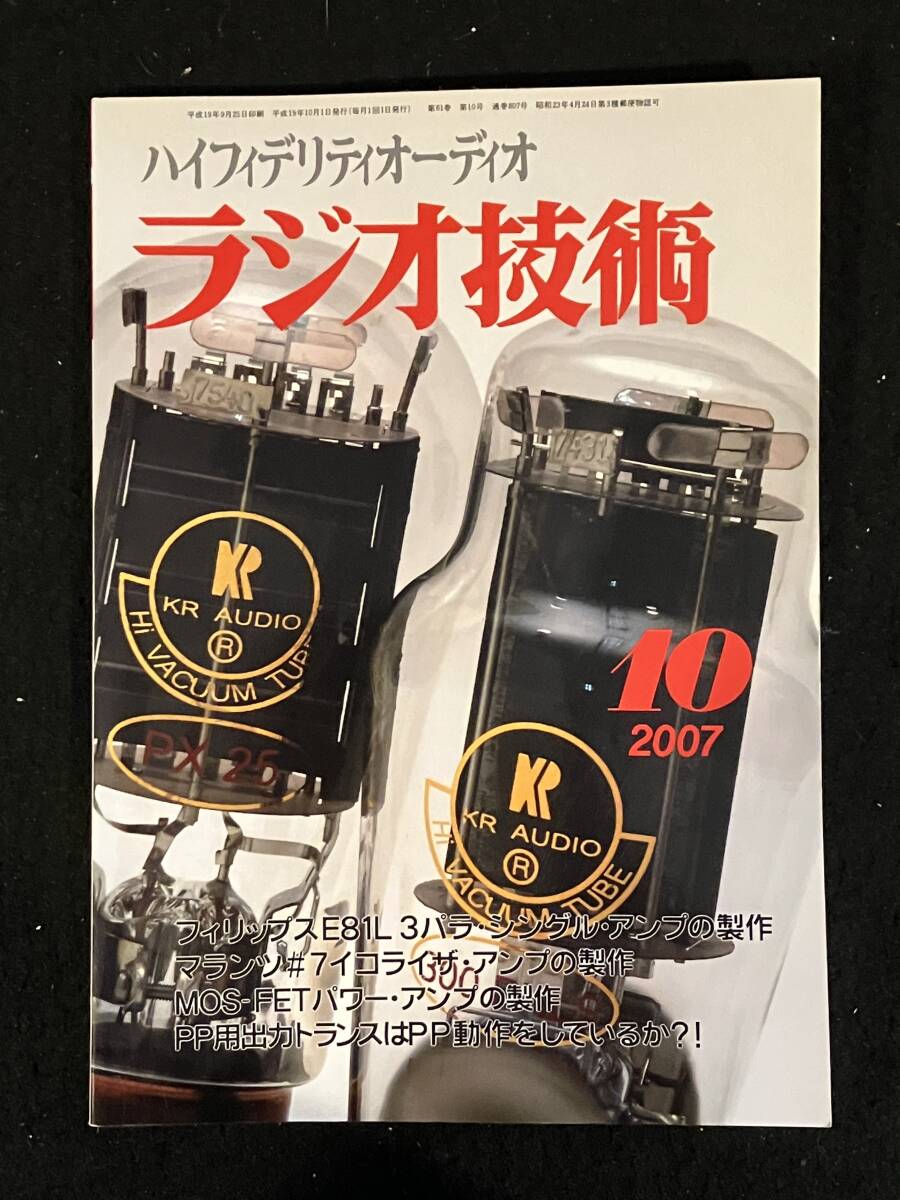 平成19年9月25日印刷 平成19年10月1日発行(毎月1回1日発行) 第61巻 第10号 通巻807号 昭和23年4月24日第3種郵便物認可
ハイフィデリティオーディオ
ラジオ技術
17431
KR
KR AUDIO
R
Hi VACUUM TUBE
PX 25
10
2007
KR
KR AUDIO
R
Hi VACUUM TUBE
フィリップスE81L 3パラ・シングル・アンプの製作
マランツ#7イコライザ・アンプの製作
MOS-FETパワー・アンプの製作
PP用出力トランスはPP動作をしているか?!